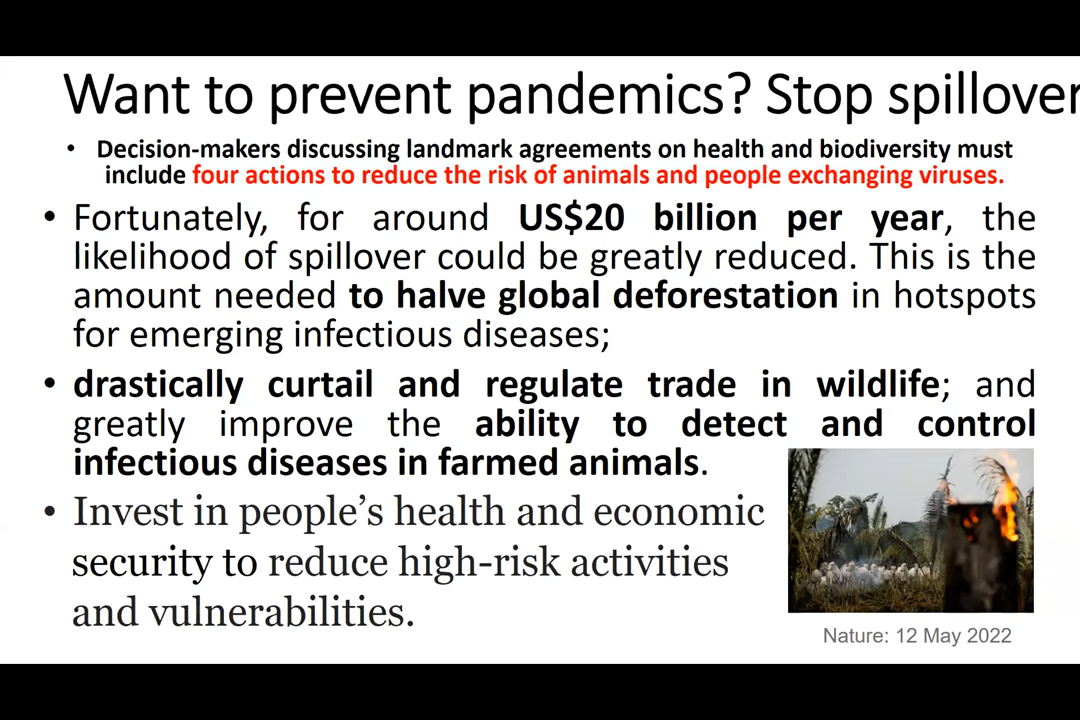 Want to prevent pandemics? Stop spillover
• Decision-makers discussing landmark agreements on health and biodiversity must
include four actions to reduce the risk of animals and people exchanging viruses.
• Fortunately, for around US$20 billion per year, the
likelihood of spillover could be greatly reduced. This is the
amount needed to halve global deforestation in hotspots
for emerging infectious diseases;
• drastically curtail and regulate trade in wildlife; and
greatly improve the ability to detect and control
infectious diseases in farmed animals.
• Invest in people’s health and economic
security to reduce high-risk activities
and vulnerabilities.
Nature: 12 May 2022